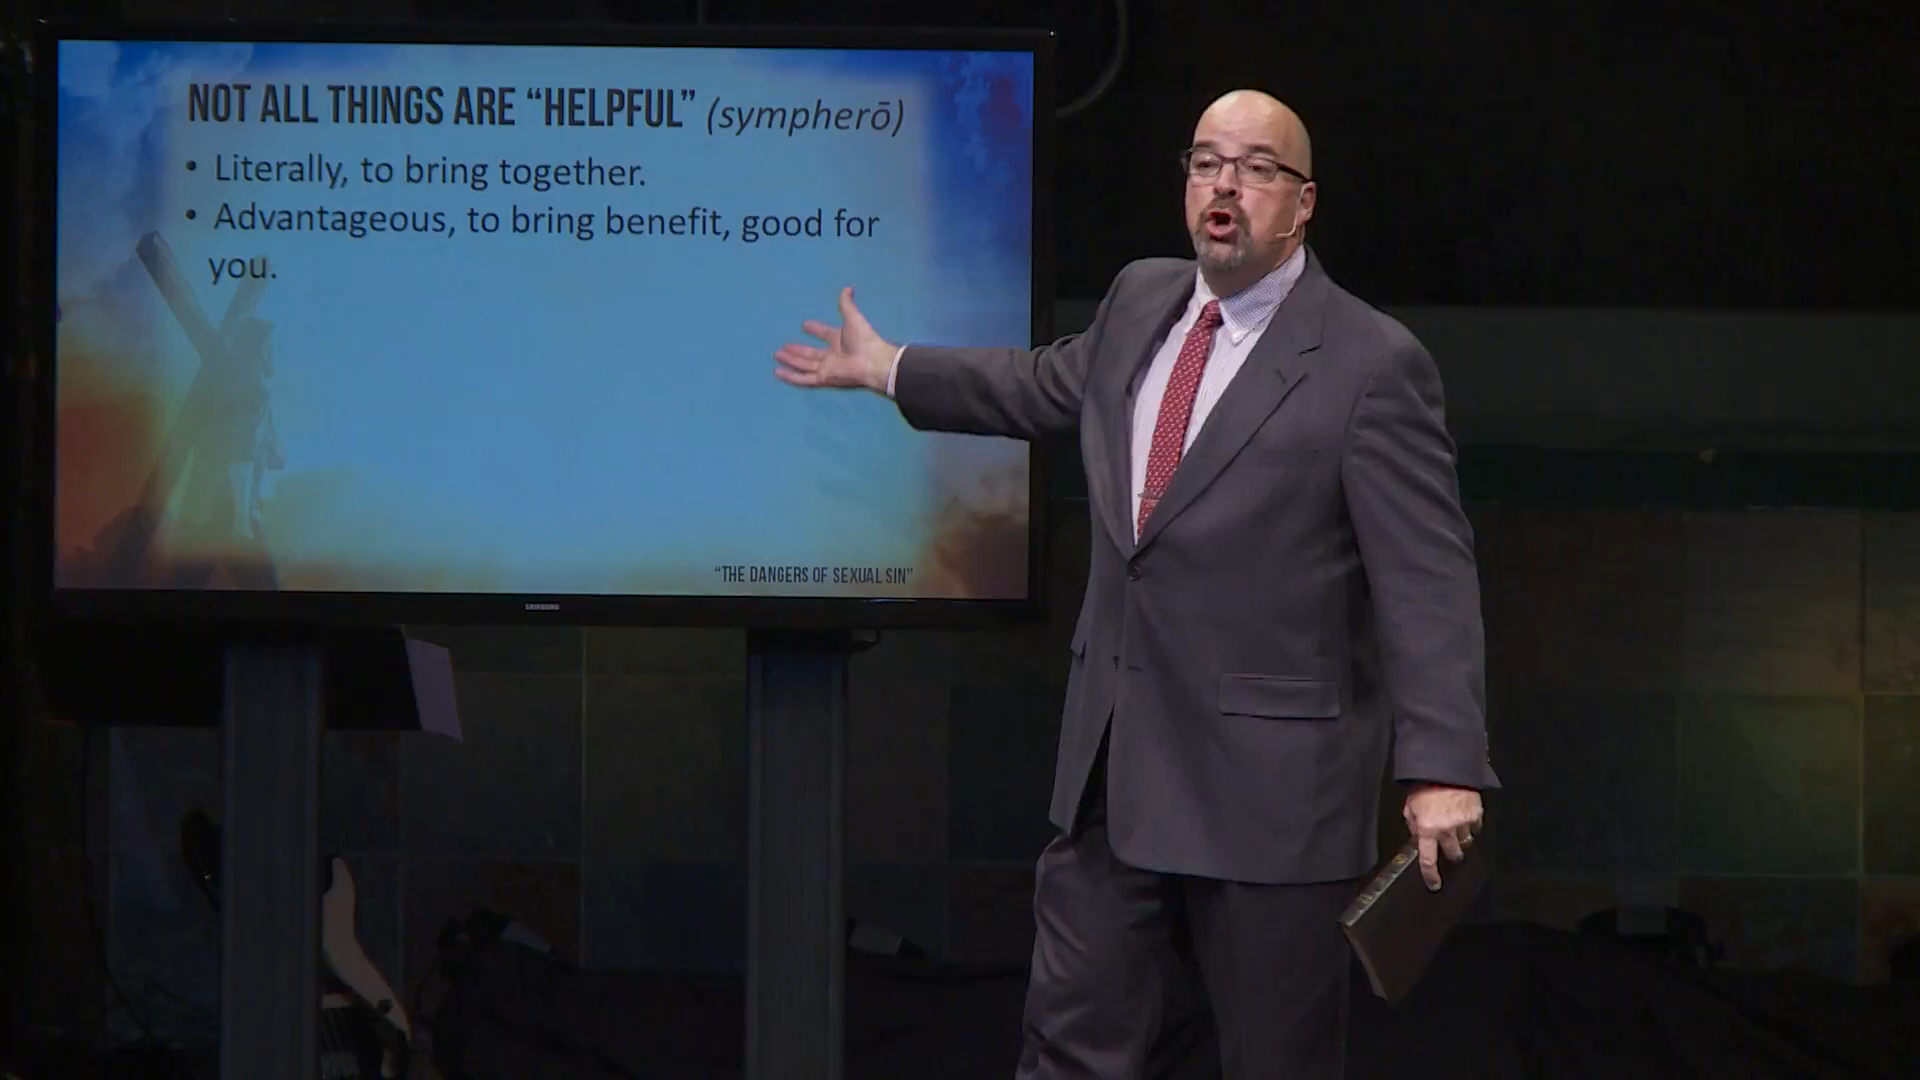 NOT ALL THINGS ARE “HELPFUL” (sympherō)
• Literally, to bring together.
• Advantageous, to bring benefit, good for
you.
“THE DANGERS OF SEXUAL SIN”
SAMSUNG